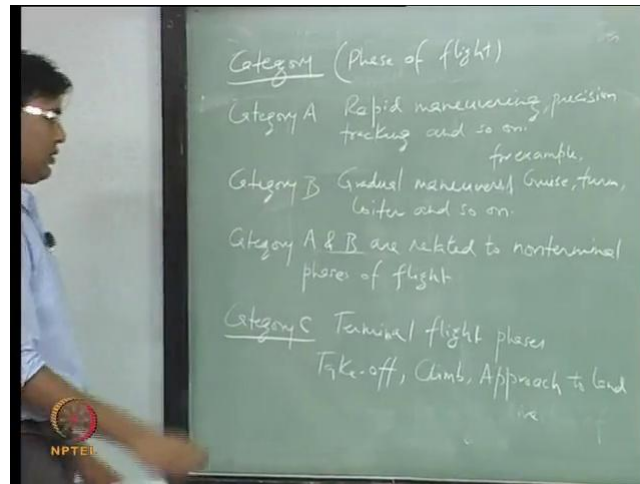 Category (Phase of flight)
Category A Rapid maneuvering, precision
tracking and so on.
for example,
Category B Gradual maneuvers Cruise, turn,
loiter and so on.
Category A & B are related to nonterminal
phases of flight
Category C Terminal flight phases
Take-off, Climb, Approach to land
NPTEL